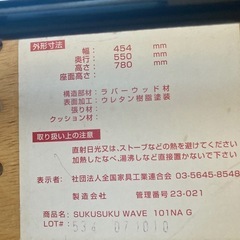 外形寸法
幅: 454 mm
奥行: 550 mm
高さ: 780 mm
座面高さ: mm
構造部材: ラバーウッド材
表面加工: ウレタン樹脂塗装
張り材:
クッション材:
取り扱い上の注意
直射日光又は、ストーブなどの熱を避けてください
加熱したなべ、湯沸しなどを直接置かないでくださ
表示者: 社団法人全国家具工業連合会 03-5645-8548
製造会社 管理番号 23-021
商品名: SUKUSUKU WAVE 101NA G
LOT#: 071010